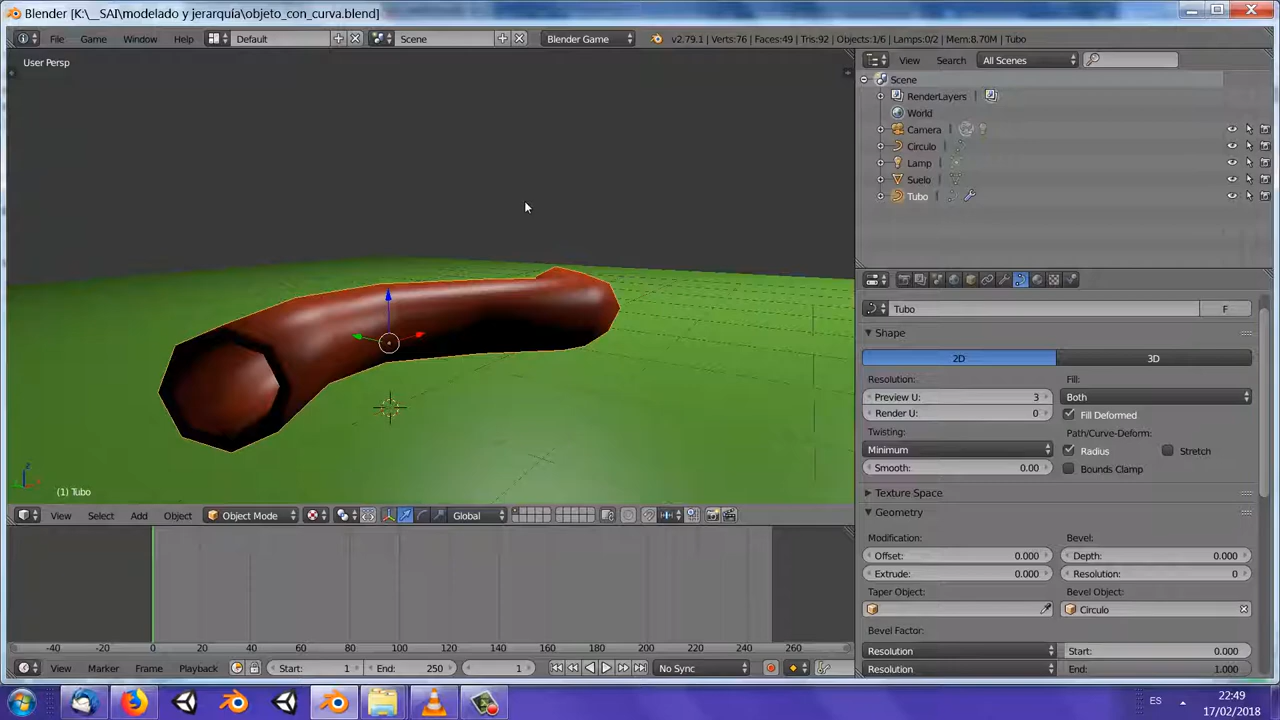 Blender [K:\__SAI\modelado y jerarquía\objeto_con_curva.blend]
File Game Window Help Default Scene Blender Game v2.79.1 | Verts:76 | Faces:49 | Tris:92 | Objects:1/6 | Lamps:0/2 | Mem:8.70M | Tubo
User Persp
View Search All Scenes
Scene
RenderLayers
World
Camera
Circulo
Lamp
Suelo
Tubo
Tubo F
Shape
2D 3D
Resolution: Fill:
Preview U: 3 Both
Render U: 0 Fill Deformed
Twisting: Path/Curve-Deform:
Minimum Radius Stretch
Smooth: 0.00 Bounds Clamp
Texture Space
Geometry
Modification: Bevel:
Offset: 0.000 Depth: 0.000
Extrude: 0.000 Resolution: 0
Taper Object: Bevel Object:
Circulo
Bevel Factor:
Resolution Start: 0.000
Resolution End: 1.000
(1) Tubo
View Select Add Object Object Mode Global
-40 -20 0 20 40 60 80 100 120 140 160 180 200 220 240 260
View Marker Frame Playback Start: 1 End: 250 1 No Sync
ES 22:49
17/02/2018